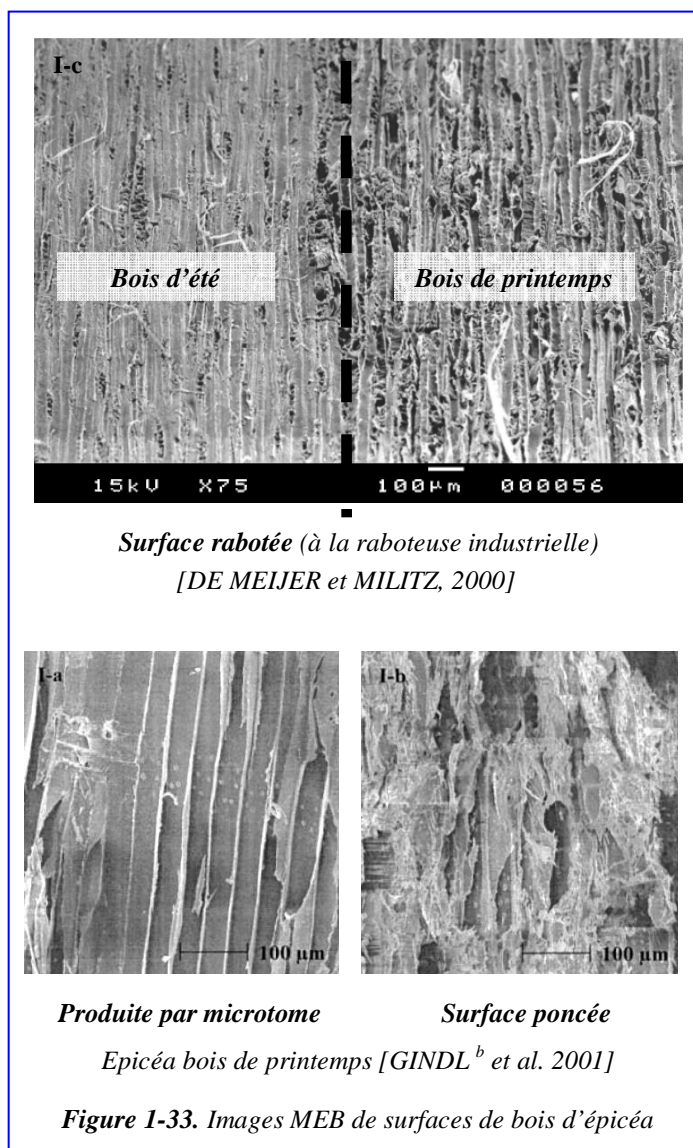 I-c
Bois d'été Bois de printemps
15kV X75 100µm 000056
Surface rabotée (à la raboteuse industrielle)
[DE MEIJER et MILITZ, 2000]
I-a I-b
100 µm 100 µm
Produite par microtome Surface poncée
Epicéa bois de printemps [GINDL b et al. 2001]
Figure 1-33. Images MEB de surfaces de bois d'épicéa